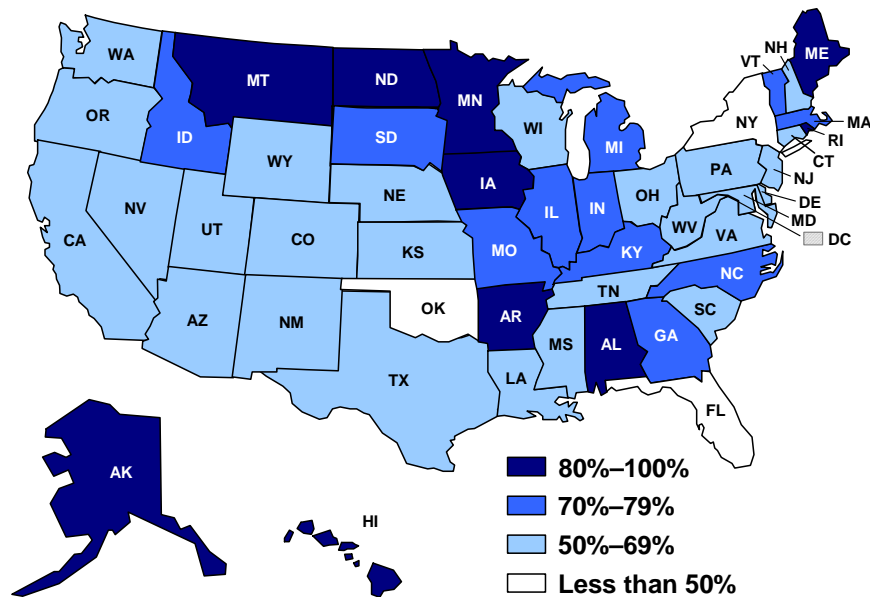 WA
MT
ND
MN
VT
NH
ME
OR
ID
SD
WI
MI
NY
MA
RI
CT
WY
IA
PA
NJ
NE
IL
IN
OH
DE
MD
NV
UT
CO
WV
VA
DC
CA
KS
MO
KY
NC
TN
AZ
NM
OK
AR
SC
MS
AL
GA
TX
LA
FL
AK
HI
80%–100%
70%–79%
50%–69%
Less than 50%